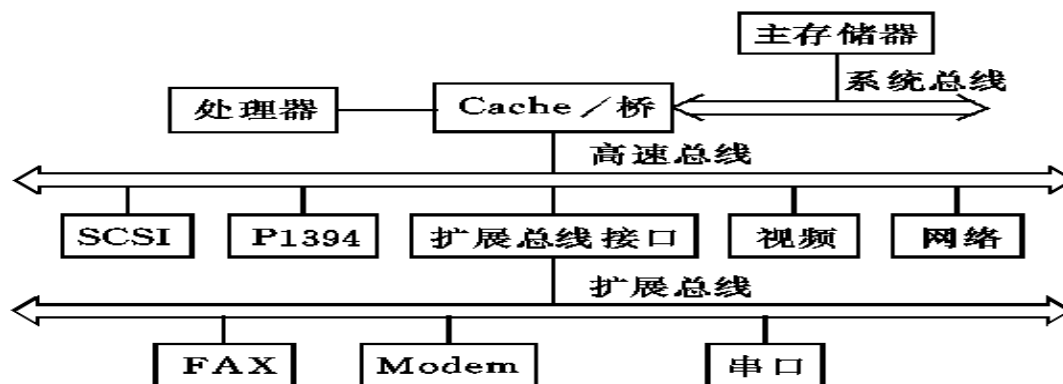 主存储器
系统总线
处理器
Cache／桥
高速总线
SCSI
P1394
扩展总线接口
视频
网络
扩展总线
FAX
Modem
串口